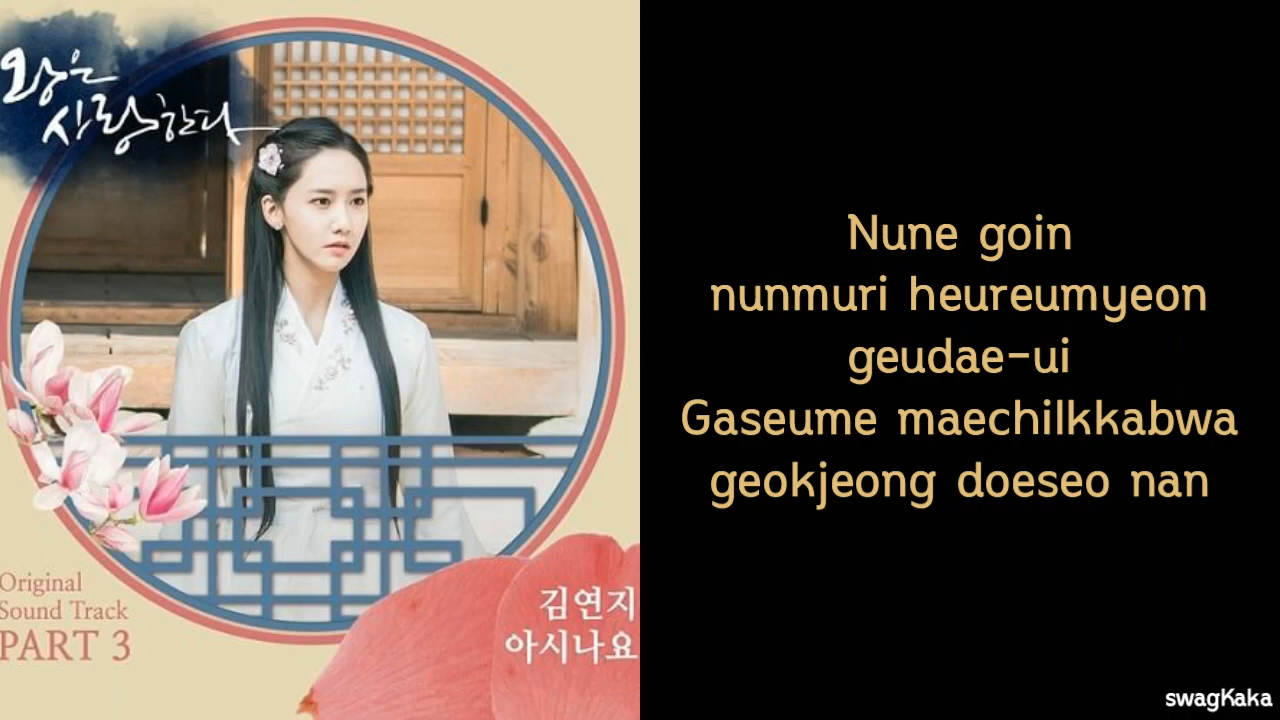 왕은
사랑한다
Original
Sound Track
PART 3
김연지
아시나요
Nune goin
nunmuri heureumyeon
geudae-ui
Gaseume maechilkkabwa
geokjeong doeseo nan
swagKaka